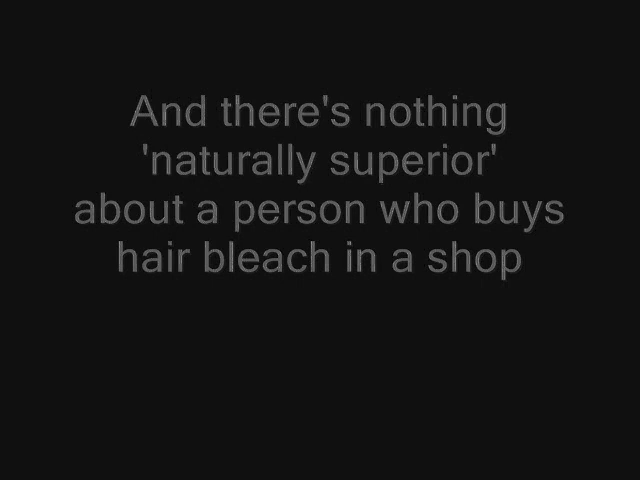 And there's nothing
'naturally superior'
about a person who buys
hair bleach in a shop